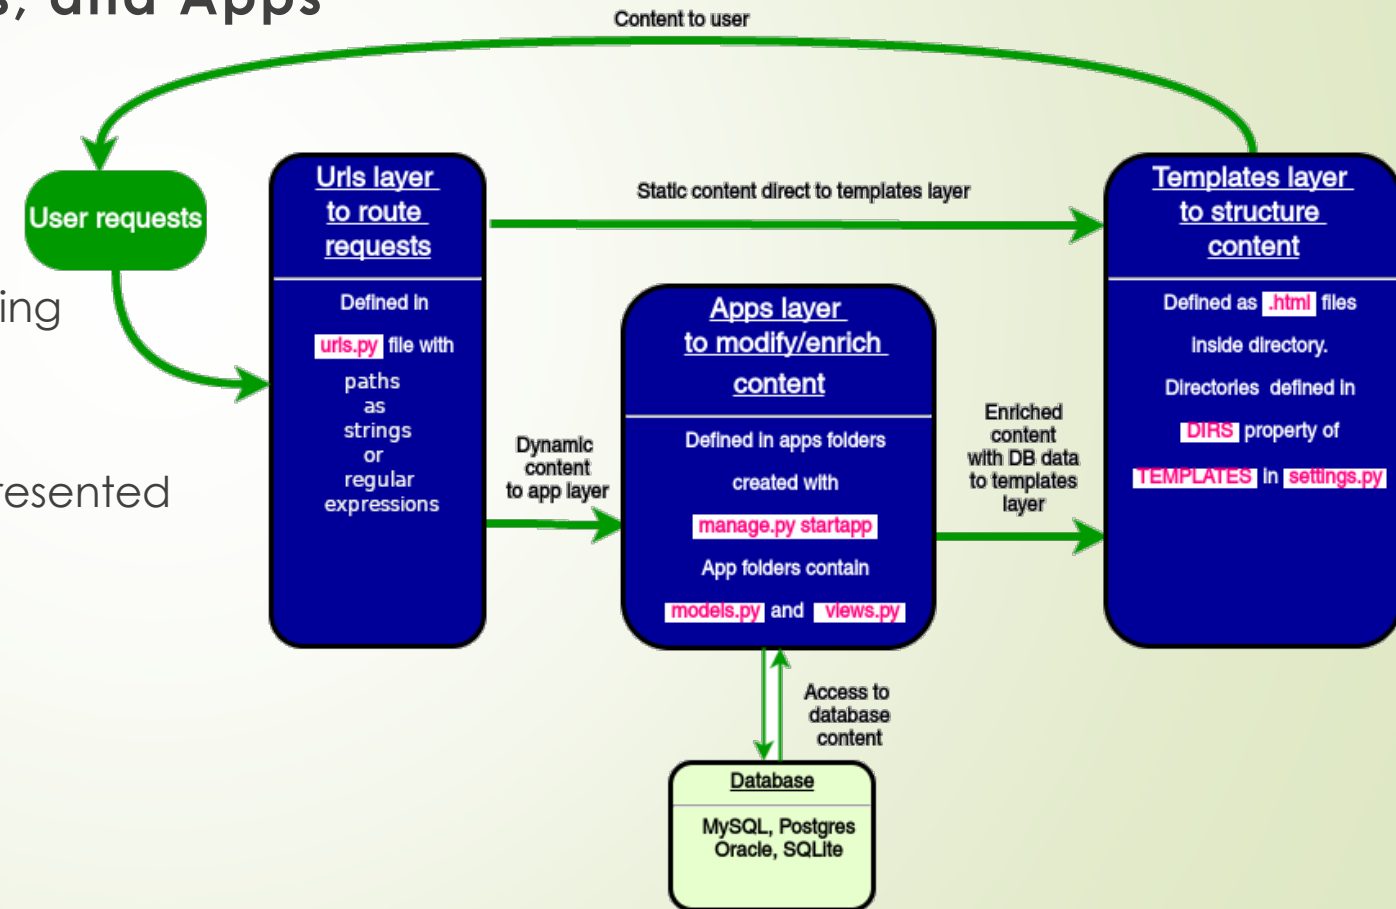 s, and Apps
Content to user
User requests
ing
resented
Urls layer
to route
requests
Defined in
urls.py file with
paths
as
strings
or
regular
expressions
Static content direct to templates layer
Dynamic
content
to app layer
Apps layer
to modify/enrich
content
Defined in apps folders
created with
manage.py startapp
App folders contain
models.py and views.py
Enriched
content
with DB data
to templates
layer
Templates layer
to structure
content
Defined as .html files
inside directory.
Directories defined in
DIRS property of
TEMPLATES in settings.py
Access to
database
content
Database
MySQL, Postgres
Oracle, SQLite